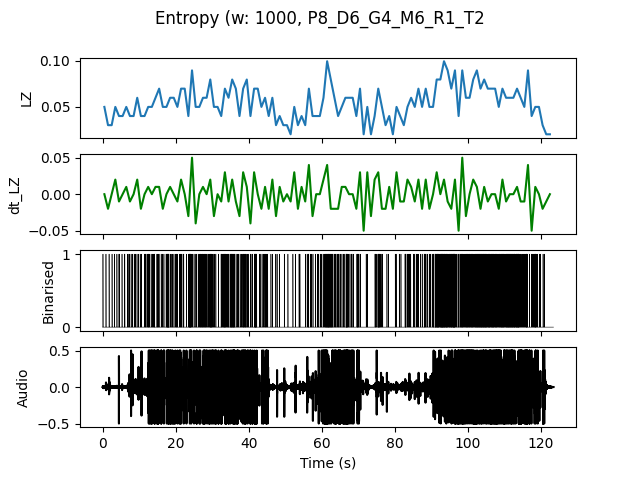 Entropy (w: 1000, P8_D6_G4_M6_R1_T2
0.10
0.05
LZ
0.05
0.00
−0.05
dt_LZ
1
0
Binarised
0.5
0.0
−0.5
Audio
0 20 40 60 80 100 120
Time (s)